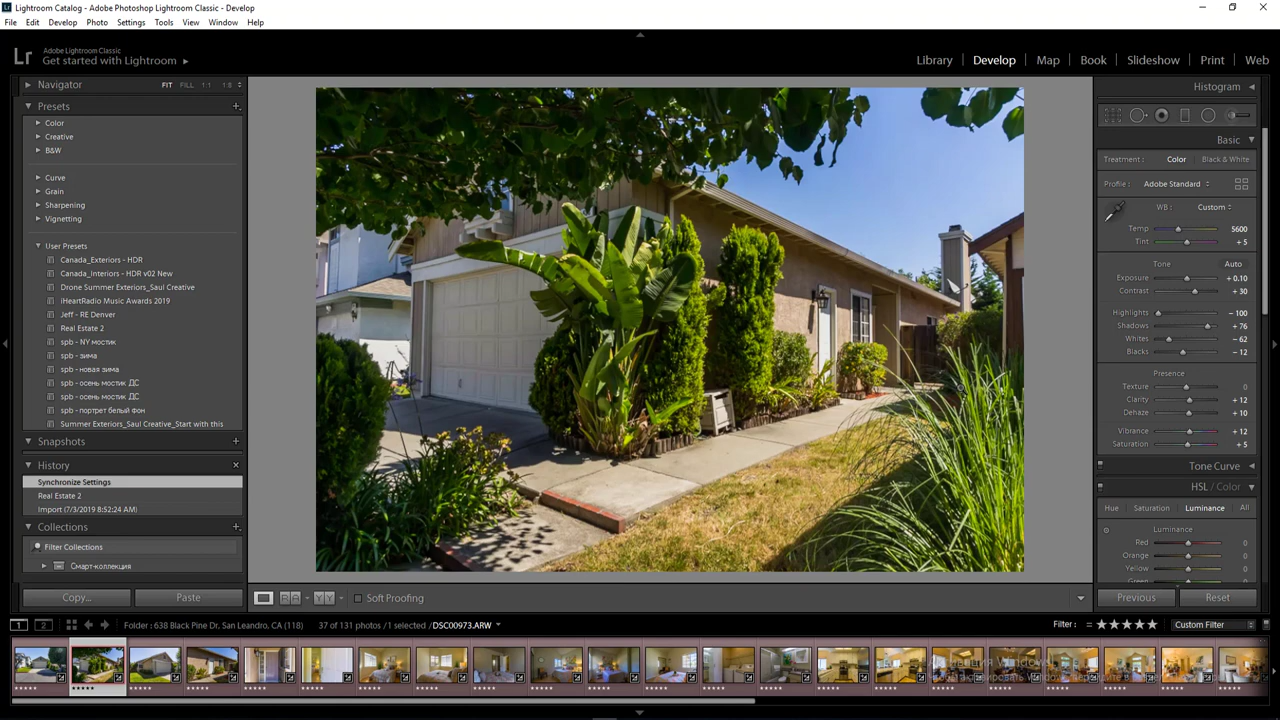 Lightroom Catalog - Adobe Photoshop Lightroom Classic - Develop
File Edit Develop Photo Settings Tools View Window Help
Lr
Adobe Lightroom Classic
Get started with Lightroom
Library | Develop | Map | Book | Slideshow | Print | Web
Navigator FIT FILL 1:1 1:8
Presets
Color
Creative
B&W
Curve
Grain
Sharpening
Vignetting
User Presets
Canada_Exteriors - HDR
Canada_Interiors - HDR v02 New
Drone Summer Exteriors_Saul Creative
iHeartRadio Music Awards 2019
Jeff - RE Denver
Real Estate 2
spb - NY мостик
spb - зима
spb - новая зима
spb - осень мостик ДС
spb - осень мостик ДС
spb - портрет белый фон
Summer Exteriors_Saul Creative_Start with this
Snapshots
History
Synchronize Settings
Real Estate 2
Import (7/3/2019 8:52:24 AM)
Collections
Filter Collections
Смарт-коллекция
Copy... Paste
Soft Proofing
Histogram
Basic
Treatment : Color Black & White
Profile : Adobe Standard
WB : Custom
Temp 5600
Tint + 5
Tone Auto
Exposure + 0.10
Contrast + 30
Highlights − 100
Shadows + 76
Whites − 62
Blacks − 12
Presence
Texture 0
Clarity + 12
Dehaze + 10
Vibrance + 12
Saturation + 5
Tone Curve
HSL / Color
Hue Saturation Luminance All
Luminance
Red 0
Orange 0
Yellow 0
Green 0
Previous Reset
1 2 Folder : 638 Black Pine Dr, San Leandro, CA (118) 37 of 131 photos /1 selected /DSC00973.ARW
Filter : Custom Filter
Активация Windows